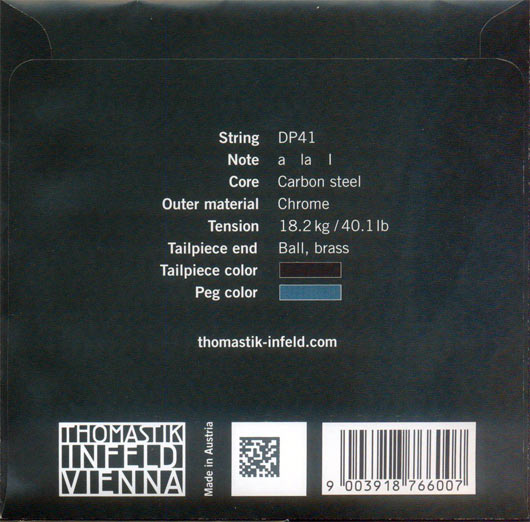 String DP41
Note a la I
Core Carbon steel
Outer material Chrome
Tension 18.2 kg / 40.1 lb
Tailpiece end Ball, brass
Tailpiece color
Peg color
thomastik-infeld.com
THOMASTIK
INFELD
VIENNA
Made in Austria
9 003918 766007